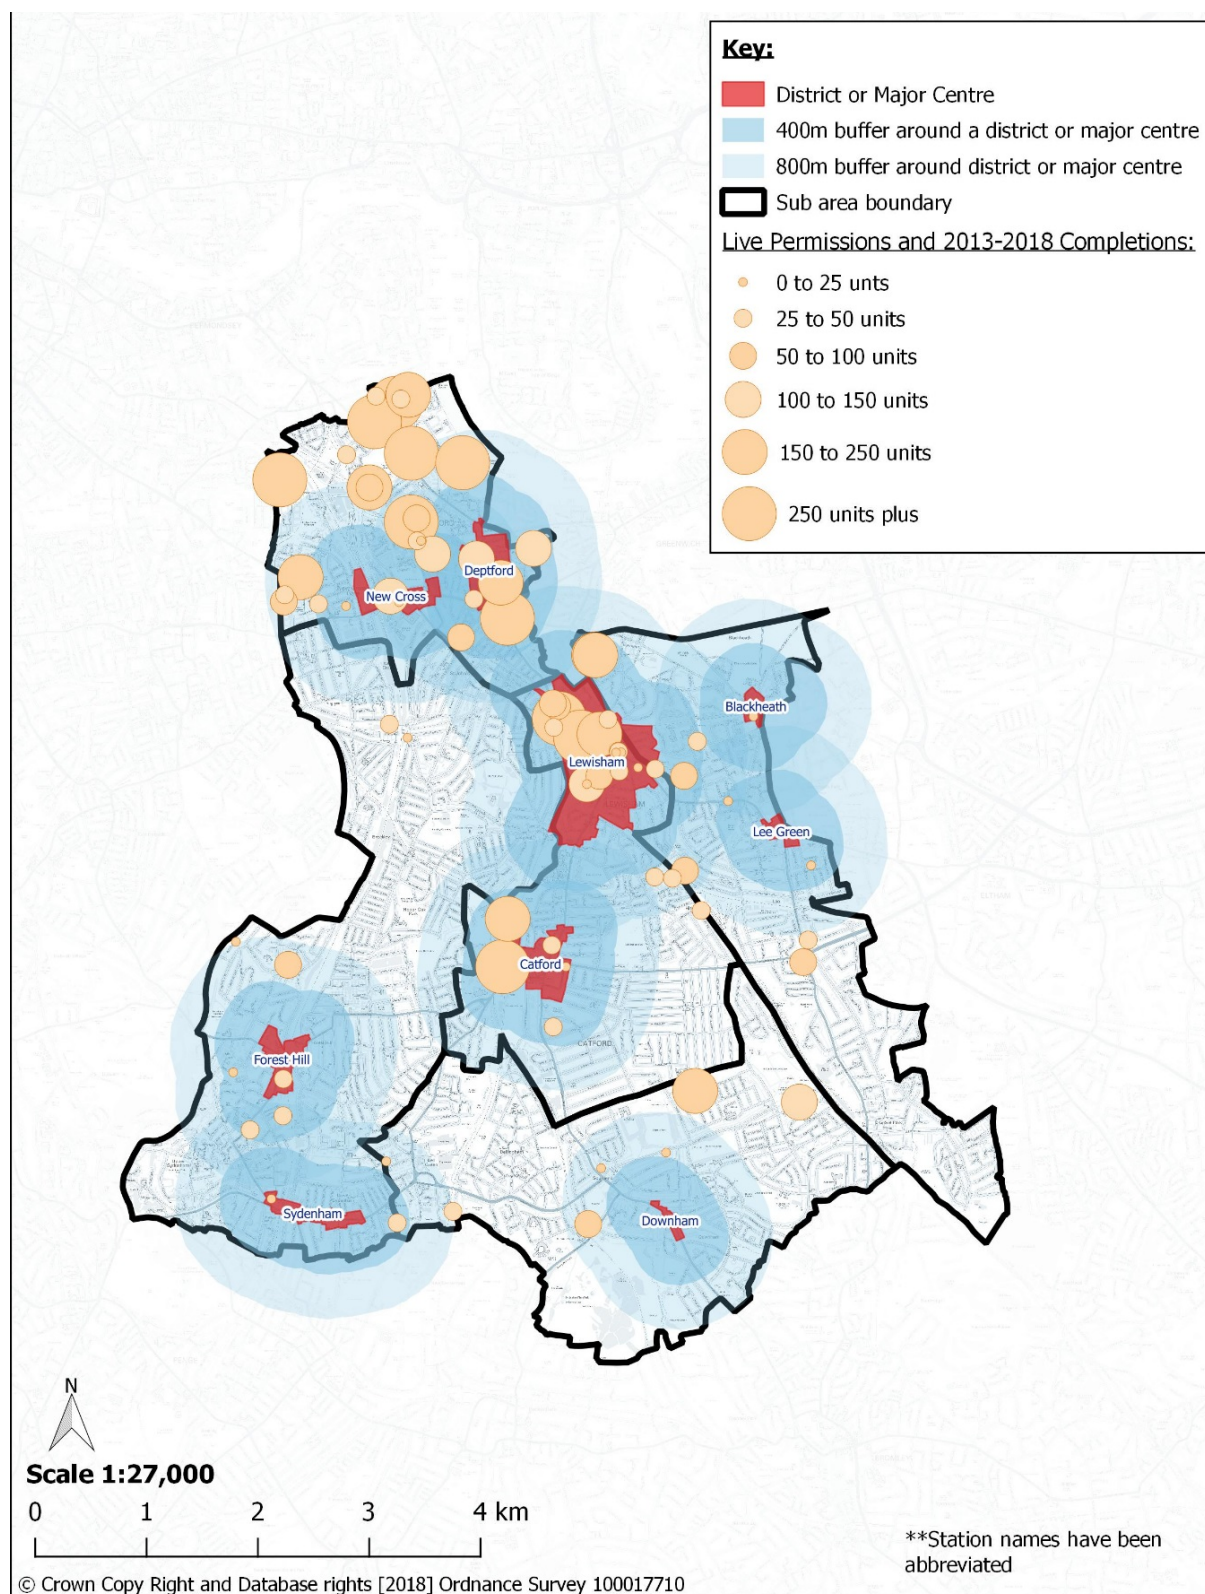 Key:
District or Major Centre
400m buffer around a district or major centre
800m buffer around district or major centre
Sub area boundary
Live Permissions and 2013-2018 Completions:
0 to 25 unts
25 to 50 units
50 to 100 units
100 to 150 units
150 to 250 units
250 units plus
Deptford
New Cross
Blackheath
Lewisham
Lee Green
Catford
CATFORD
Forest Hill
Sydenham
Downham
N
Scale 1:27,000
0 1 2 3 4 km
**Station names have been
abbreviated
© Crown Copy Right and Database rights [2018] Ordnance Survey 100017710